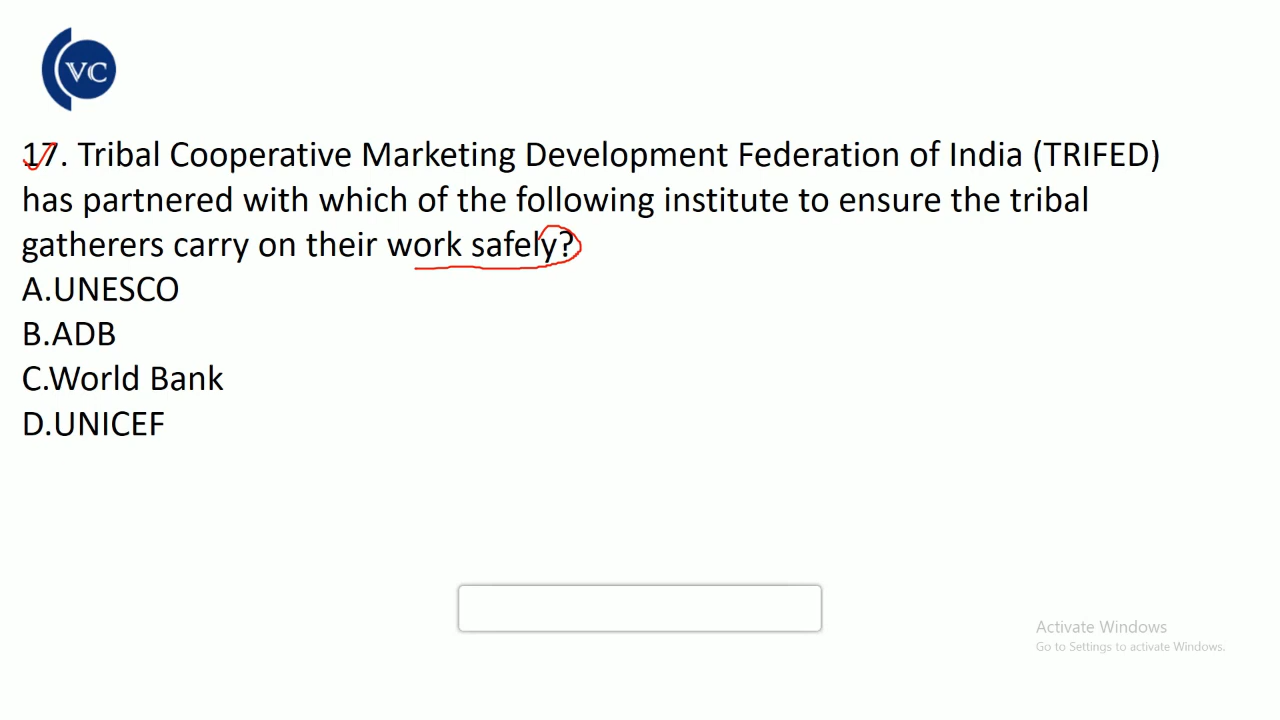 VC
17. Tribal Cooperative Marketing Development Federation of India (TRIFED)
has partnered with which of the following institute to ensure the tribal
gatherers carry on their work safely?
A.UNESCO
B.ADB
C.World Bank
D.UNICEF
Activate Windows
Go to Settings to activate Windows.